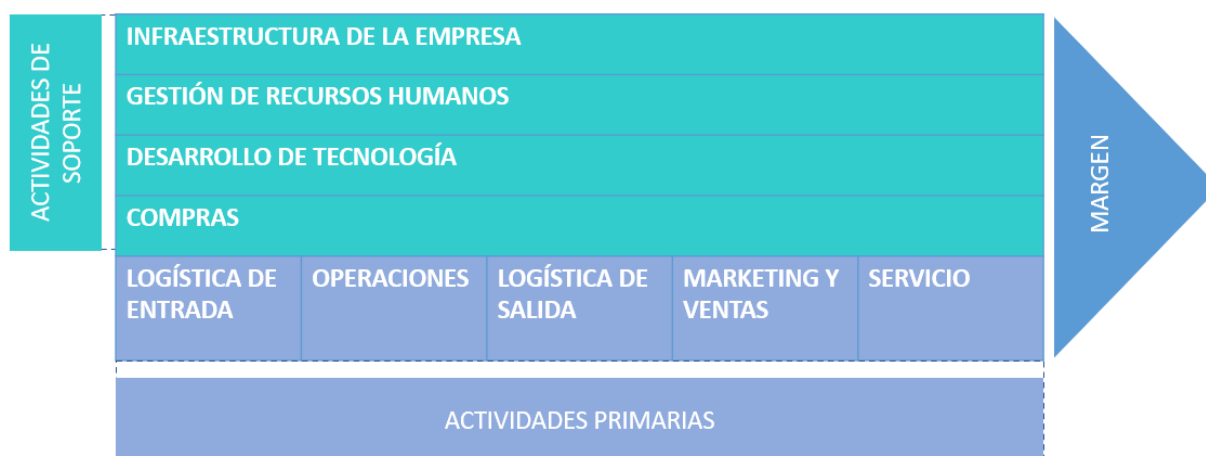 ACTIVIDADES DE
SOPORTE
INFRAESTRUCTURA DE LA EMPRESA
GESTIÓN DE RECURSOS HUMANOS
DESARROLLO DE TECNOLOGÍA
COMPRAS
LOGÍSTICA DE
ENTRADA
OPERACIONES
LOGÍSTICA DE
SALIDA
MARKETING Y
VENTAS
SERVICIO
MARGEN
ACTIVIDADES PRIMARIAS